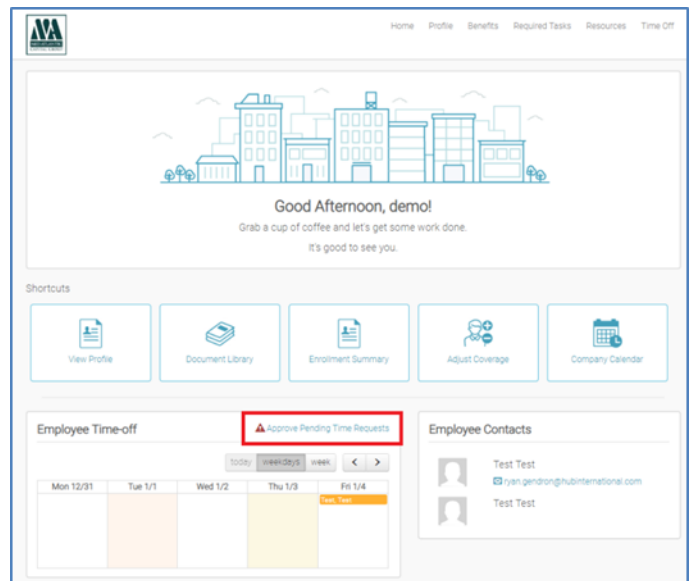 MVA
CAPITAL GROUP
Home Profile Benefits Required Tasks Resources Time Off
Good Afternoon, demo!
Grab a cup of coffee and let's get some work done.
It's good to see you.
Shortcuts
View Profile
Document Library
Enrollment Summary
Adjust Coverage
Company Calendar
Employee Time-off
Approve Pending Time Requests
today weekdays week < >
Mon 12/31 Tue 1/1 Wed 1/2 Thu 1/3 Fri 1/4
Test, Test
Employee Contacts
Test Test
ryan.gendron@hubinternational.com
Test Test